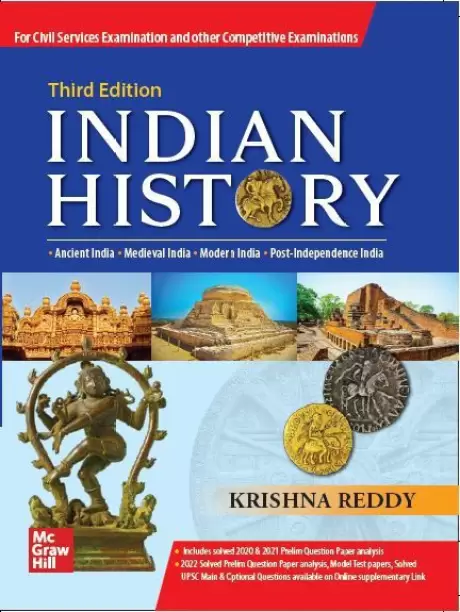 For Civil Services Examination and other Competitive Examinations
Third Edition
INDIAN
HISTORY
• Ancient India • Medieval India • Modern India • Post-Independence India
KRISHNA REDDY
Mc
Graw
Hill
• Includes solved 2020 & 2021 Prelim Question Paper analysis
• 2022 Solved Prelim Question Paper analysis, Model Test papers, Solved
UPSC Main & Optional Questions available on Online supplementary Link